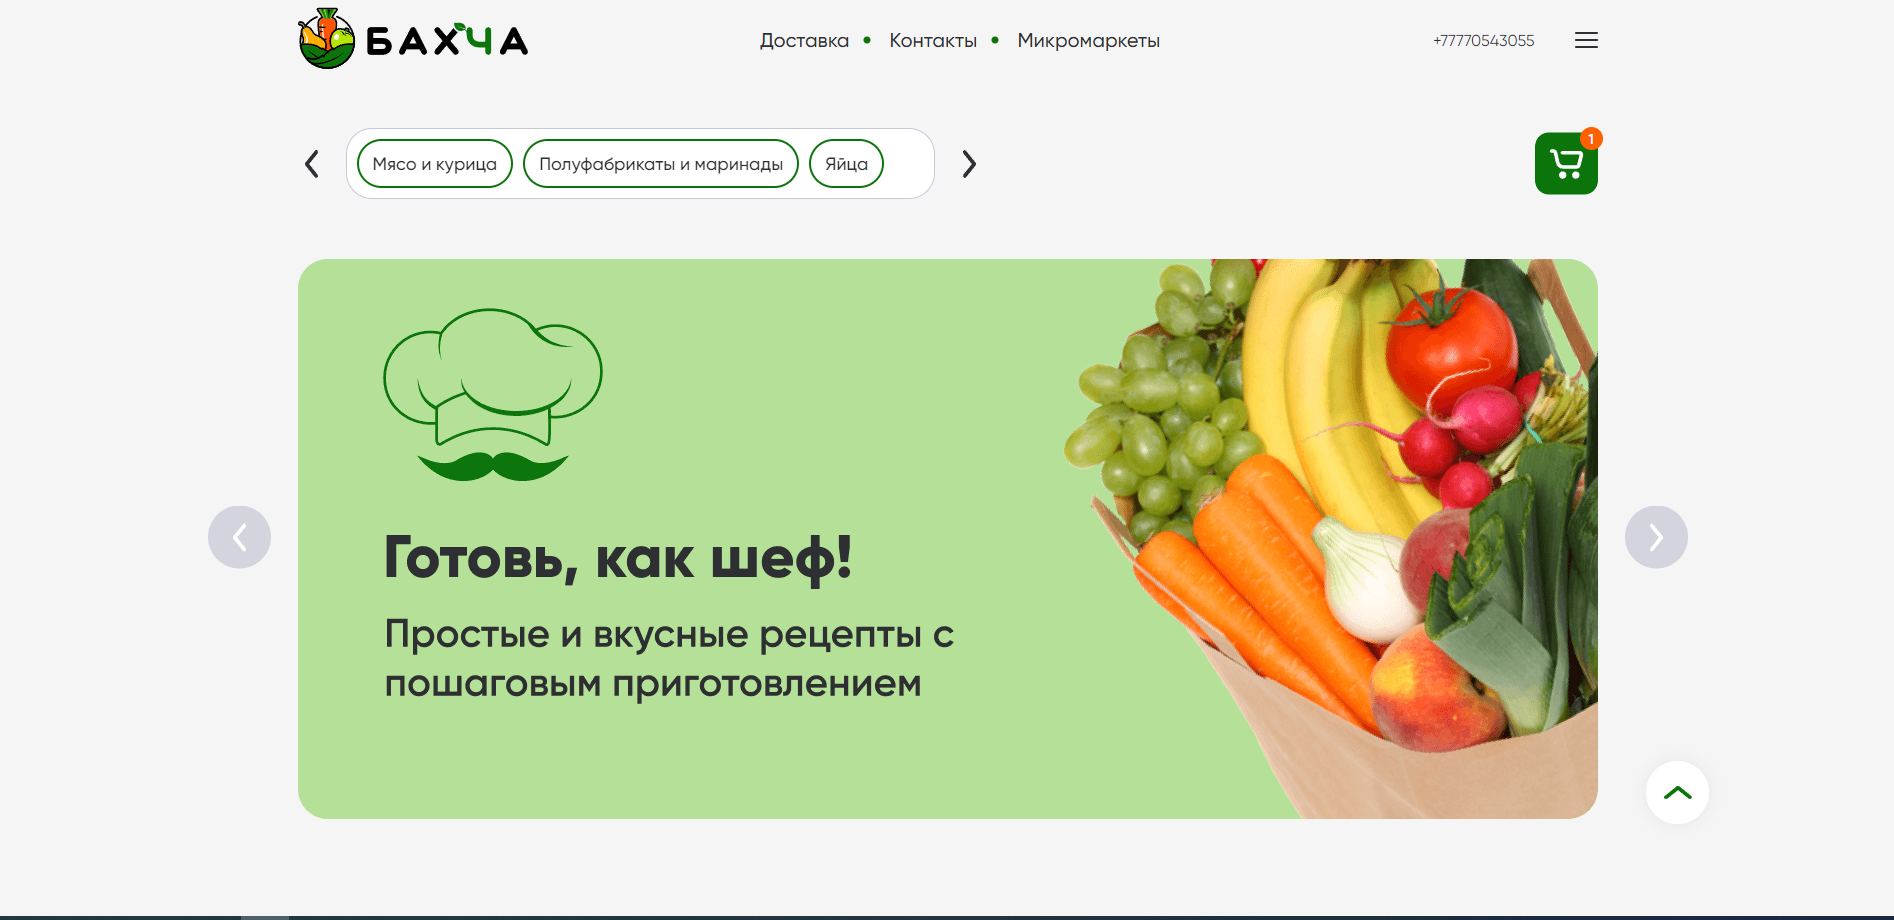 БАХЧА
Доставка • Контакты • Микромаркеты
+77770543055
Мясо и курица
Полуфабрикаты и маринады
Яйца
1
Готовь, как шеф!
Простые и вкусные рецепты с
пошаговым приготовлением